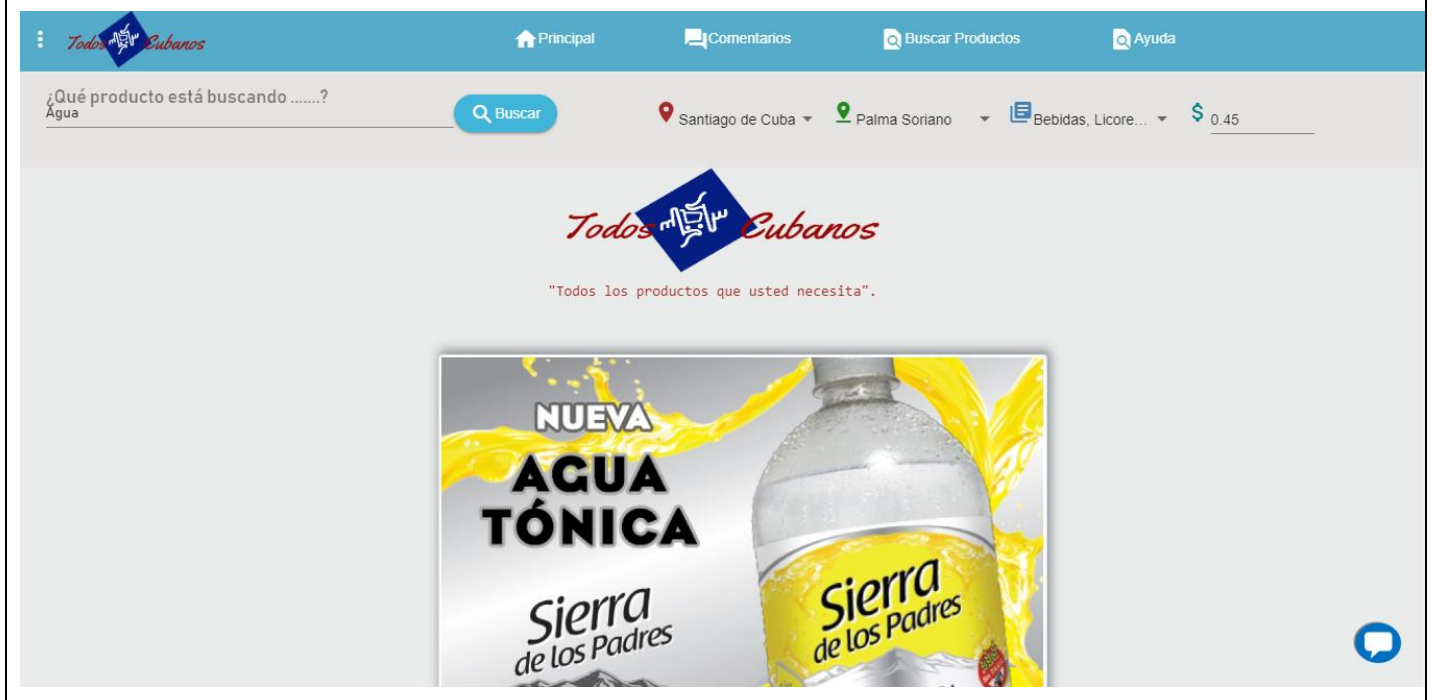 Todos Cubanos
Principal
Comentarios
Buscar Productos
Ayuda
¿Qué producto está buscando .......?
Agua
Buscar
Santiago de Cuba
Palma Soriano
Bebidas, Licore...
$ 0.45
Todos Cubanos
"Todos los productos que usted necesita".
NUEVA
AGUA
TÓNICA
Sierra
de los Padres
Sierra
de los Padres